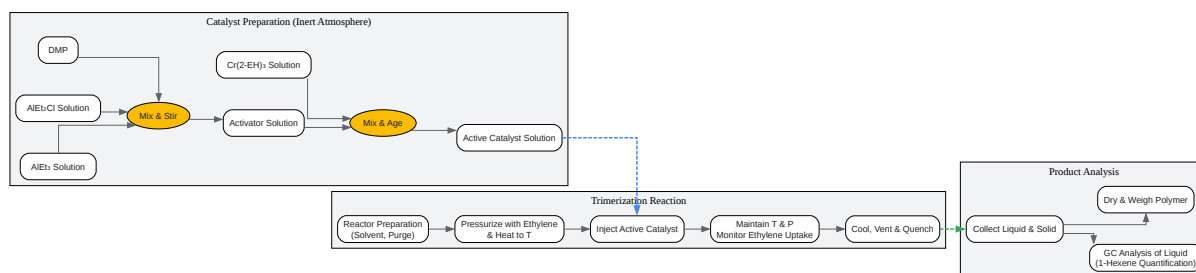 Catalyst Preparation (Inert Atmosphere)
DMP
Cr(2-EH)₃ Solution
AlEt₂Cl Solution
Mix & Stir
Activator Solution
Mix & Age
Active Catalyst Solution
AlEt₃ Solution
Trimerization Reaction
Reactor Preparation
(Solvent, Purge)
Pressurize with Ethylene
& Heat to T
Inject Active Catalyst
Maintain T & P
Monitor Ethylene Uptake
Cool, Vent & Quench
Product Analysis
Collect Liquid & Solid
Dry & Weigh Polymer
GC Analysis of Liquid
(1-Hexene Quantification)